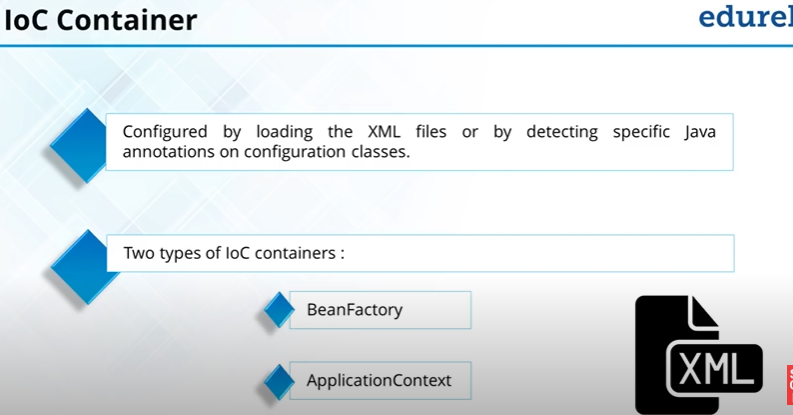 IoC Container
edurel
Configured by loading the XML files or by detecting specific Java
annotations on configuration classes.
Two types of IoC containers :
BeanFactory
ApplicationContext
XML